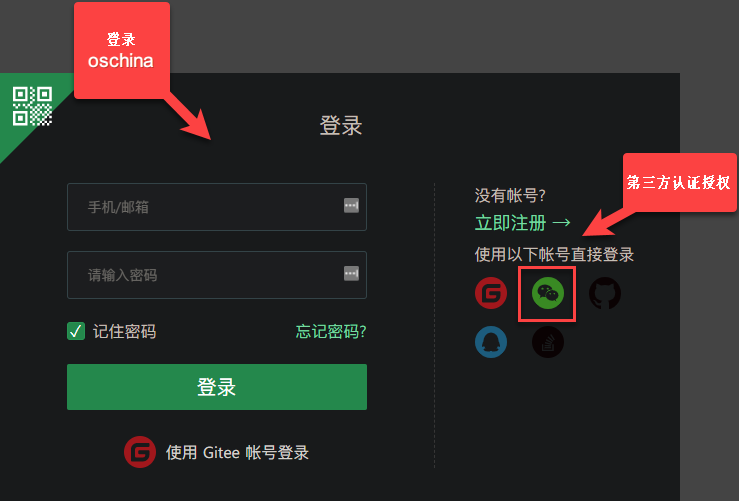 登录
oschina
登录
手机/邮箱
请输入密码
记住密码
忘记密码?
登录
使用 Gitee 帐号登录
第三方认证授权
没有帐号?
立即注册 →
使用以下帐号直接登录